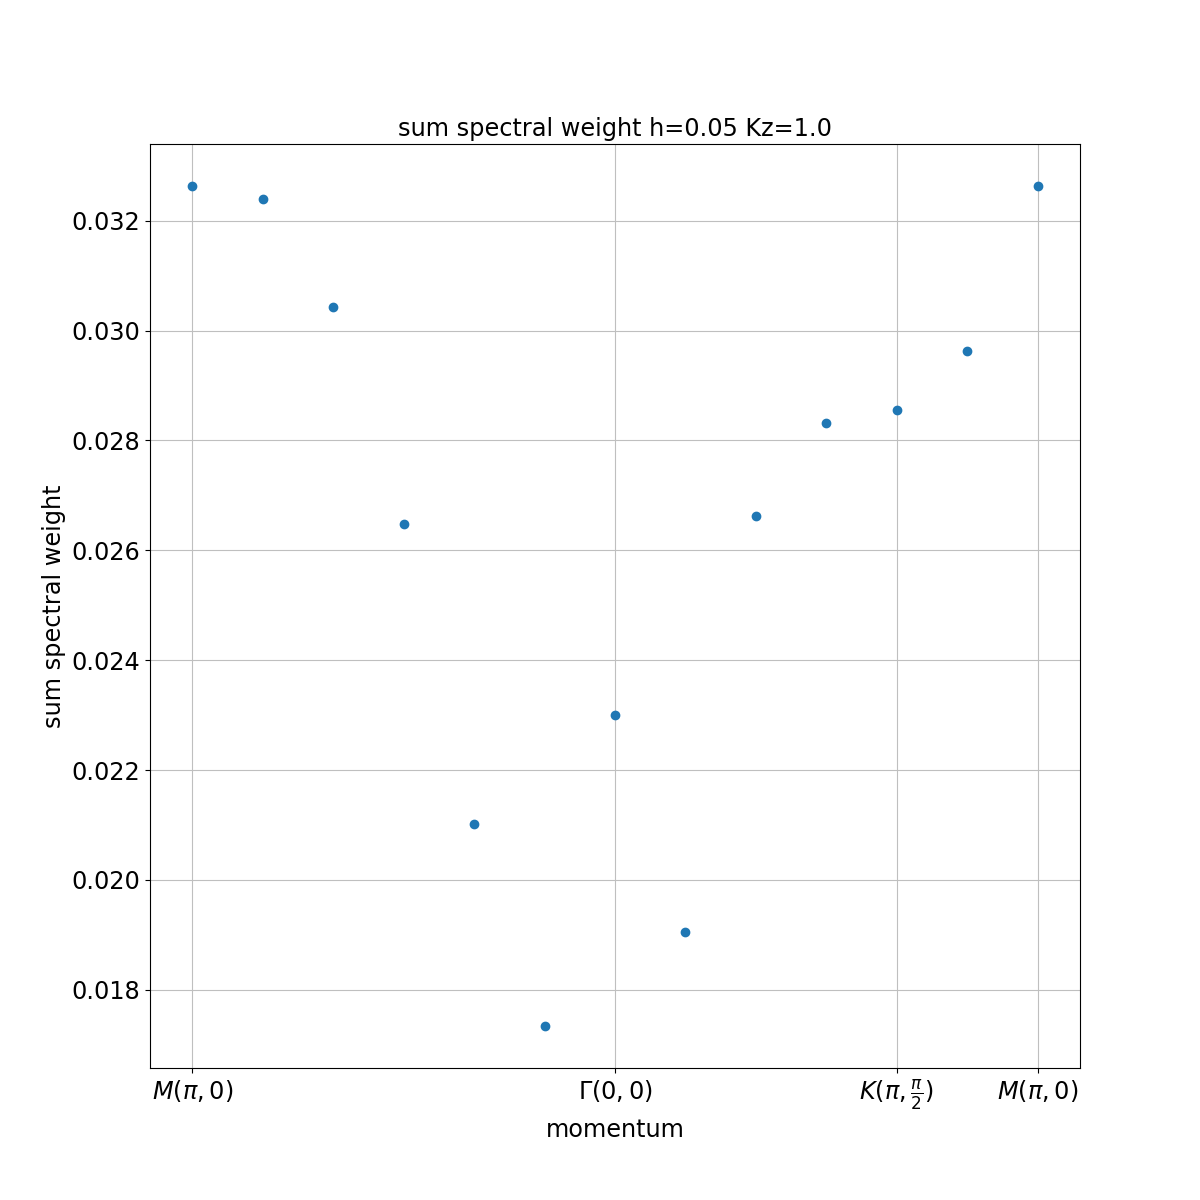 sum spectral weight h=0.05 Kz=1.0
0.032
0.030
0.028
0.026
0.024
0.022
0.020
0.018
sum spectral weight
M(π, 0)
Γ(0, 0)
K(π, π/2)
M(π, 0)
momentum